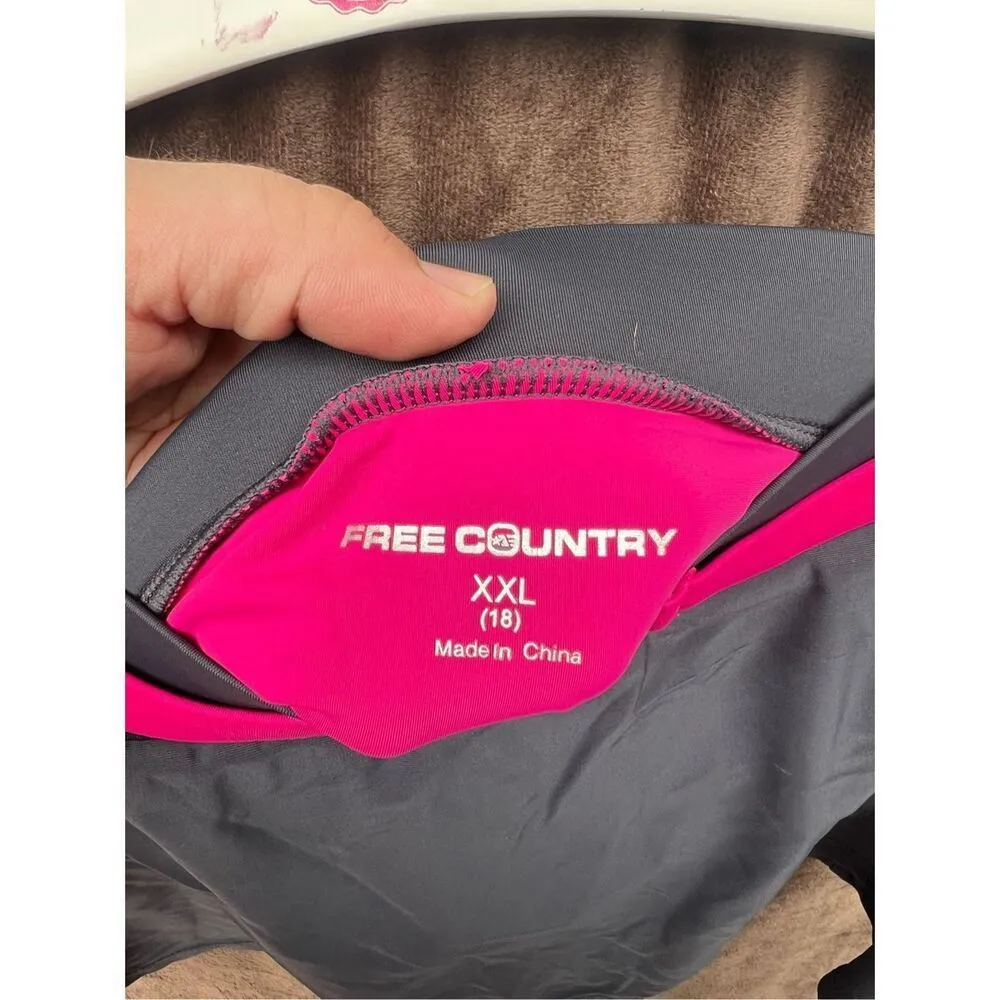 FREE COUNTRY
XXL
(18)
Made In China